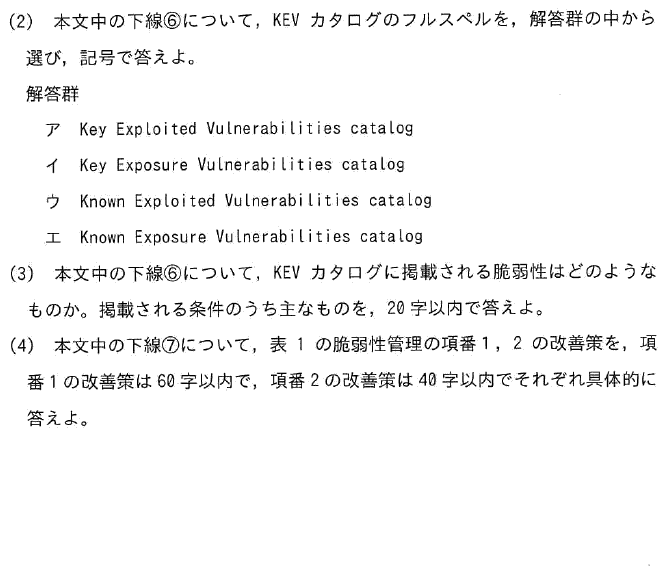 (2) 本文中の下線⑥について，KEV カタログのフルスペルを，解答群の中から
選び，記号で答えよ。
解答群
ア Key Exploited Vulnerabilities catalog
イ Key Exposure Vulnerabilities catalog
ウ Known Exploited Vulnerabilities catalog
エ Known Exposure Vulnerabilities catalog
(3) 本文中の下線⑥について，KEV カタログに掲載される脆弱性はどのような
ものか。掲載される条件のうち主なものを，20 字以内で答えよ。
(4) 本文中の下線⑦について，表 1 の脆弱性管理の項番 1，2 の改善策を，項
番 1 の改善策は 60 字以内で，項番 2 の改善策は 40 字以内でそれぞれ具体的に
答えよ。